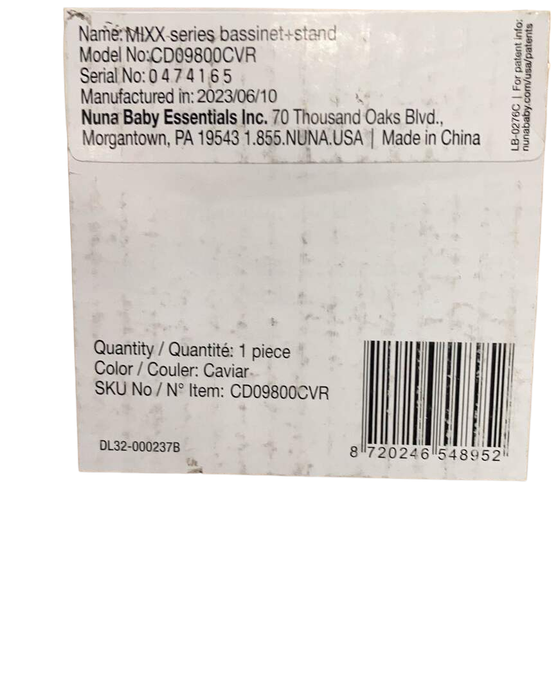 Name: MIXX series bassinet+stand
Model No:CD09800CVR
Serial No: 0 4 7 4 1 6 5
Manufactured in: 2023/06/10
Nuna Baby Essentials Inc. 70 Thousand Oaks Blvd.,
Morgantown, PA 19543 1.855.NUNA.USA | Made in China
LB-0276C | For patent info:
nunababy.com/usa/patents
Quantity / Quantité: 1 piece
Color / Couler: Caviar
SKU No / N° Item: CD09800CVR
DL32-000237B
8 720246 548952